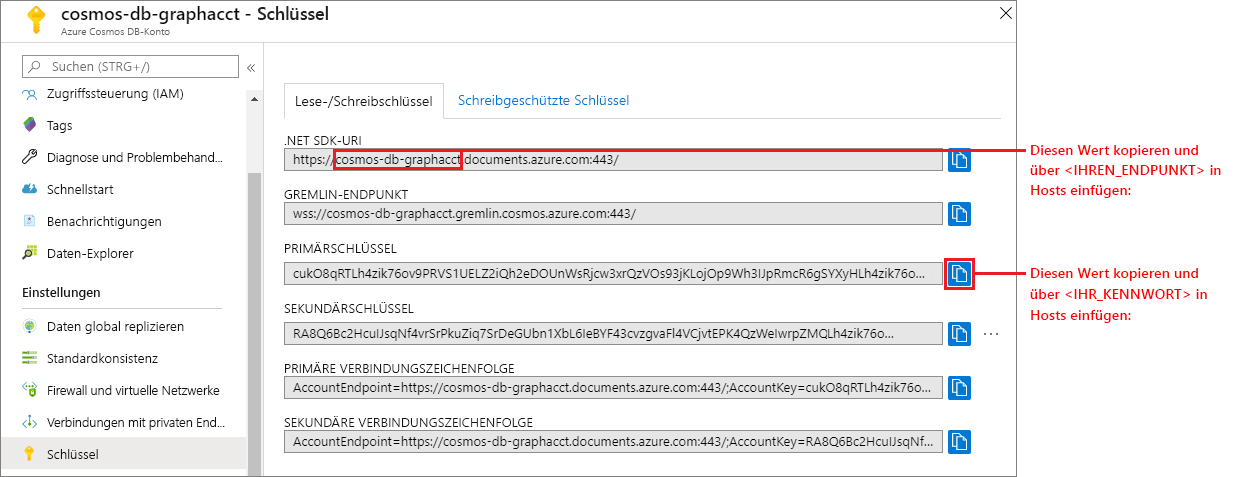 cosmos-db-graphacct - Schlüssel
Azure Cosmos DB-Konto
Suchen (STRG+/)
«
Zugriffssteuerung (IAM)
Tags
Diagnose und Problembehand...
Schnellstart
Benachrichtigungen
Daten-Explorer
Einstellungen
Daten global replizieren
Standardkonsistenz
Firewall und virtuelle Netzwerke
Verbindungen mit privaten End...
Schlüssel
Lese-/Schreibschlüssel
Schreibgeschützte Schlüssel
.NET SDK-URI
https://cosmos-db-graphacct.documents.azure.com:443/
GREMLIN-ENDPUNKT
wss://cosmos-db-graphacct.gremlin.cosmos.azure.com:443/
PRIMÄRSCHLÜSSEL
cukO8qRTLh4zik76ov9PRVS1UELZ2iQh2eDOUnWsRjcw3xrQzVOs93jKLojOp9Wh3IJpRmcR6gSYXyHLh4zik76o...
SEKUNDÄRSCHLÜSSEL
RA8Q6Bc2HcuIJsqNf4vrSrPkuZiq7SrDeGUbn1XbL6IeBYF43cvzgvaFl4VCjvtEPK4QzWeIwrpZMQLh4zik76o...
...
PRIMÄRE VERBINDUNGSZEICHENFOLGE
AccountEndpoint=https://cosmos-db-graphacct.documents.azure.com:443/;AccountKey=cukO8qRTLh4zik76o...
SEKUNDÄRE VERBINDUNGSZEICHENFOLGE
AccountEndpoint=https://cosmos-db-graphacct.documents.azure.com:443/;AccountKey=RA8Q6Bc2HcuIJsqNf...
Diesen Wert kopieren und
über <IHREN_ENDPUNKT> in
Hosts einfügen:
Diesen Wert kopieren und
über <IHR_KENNWORT> in
Hosts einfügen: